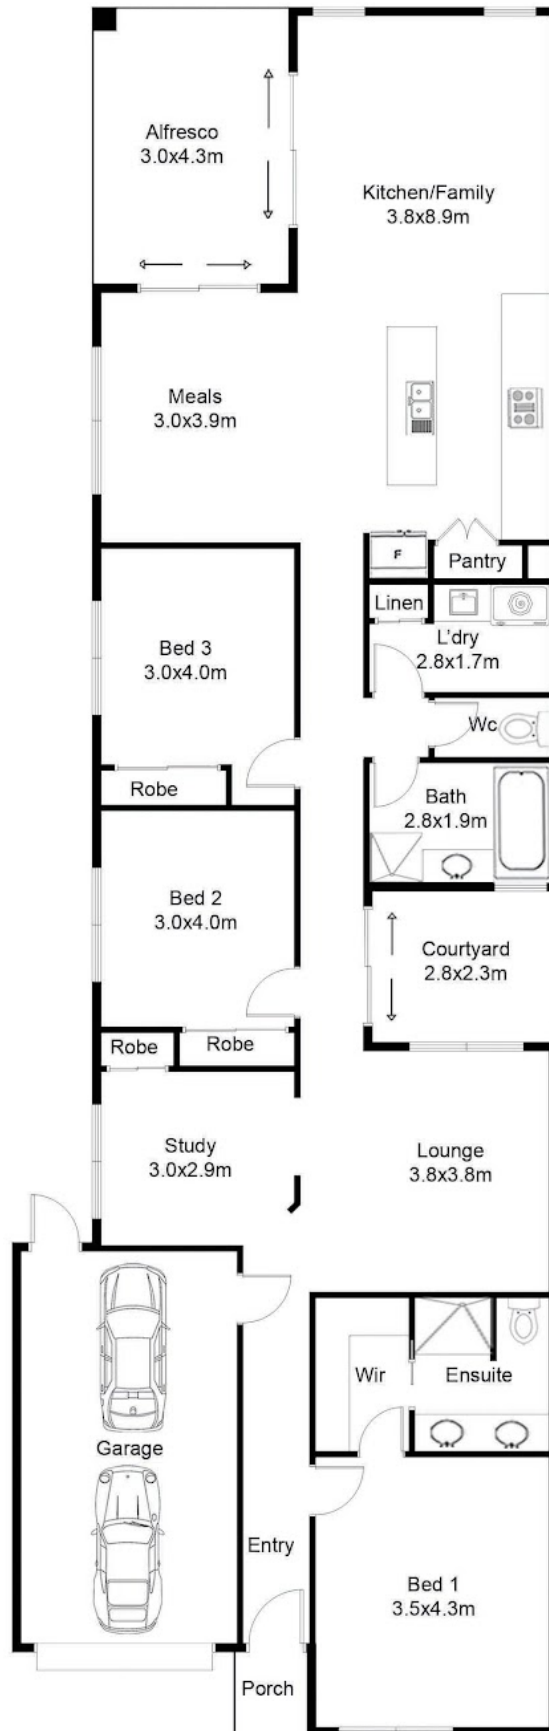 Alfresco
3.0x4.3m
Kitchen/Family
3.8x8.9m
Meals
3.0x3.9m
F
Pantry
Linen
L'dry
2.8x1.7m
Bed 3
3.0x4.0m
Wc
Robe
Bath
2.8x1.9m
Bed 2
3.0x4.0m
Courtyard
2.8x2.3m
Robe
Robe
Study
3.0x2.9m
Lounge
3.8x3.8m
Wir
Ensuite
Garage
Entry
Bed 1
3.5x4.3m
Porch